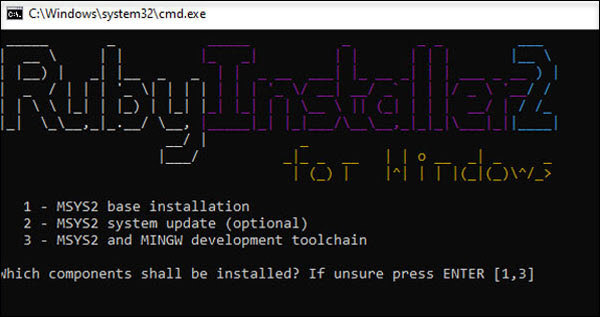 C:\Windows\system32\cmd.exe
RubyInstaller2
for Windows
1 - MSYS2 base installation
2 - MSYS2 system update (optional)
3 - MSYS2 and MINGW development toolchain
Which components shall be installed? If unsure press ENTER [1,3]